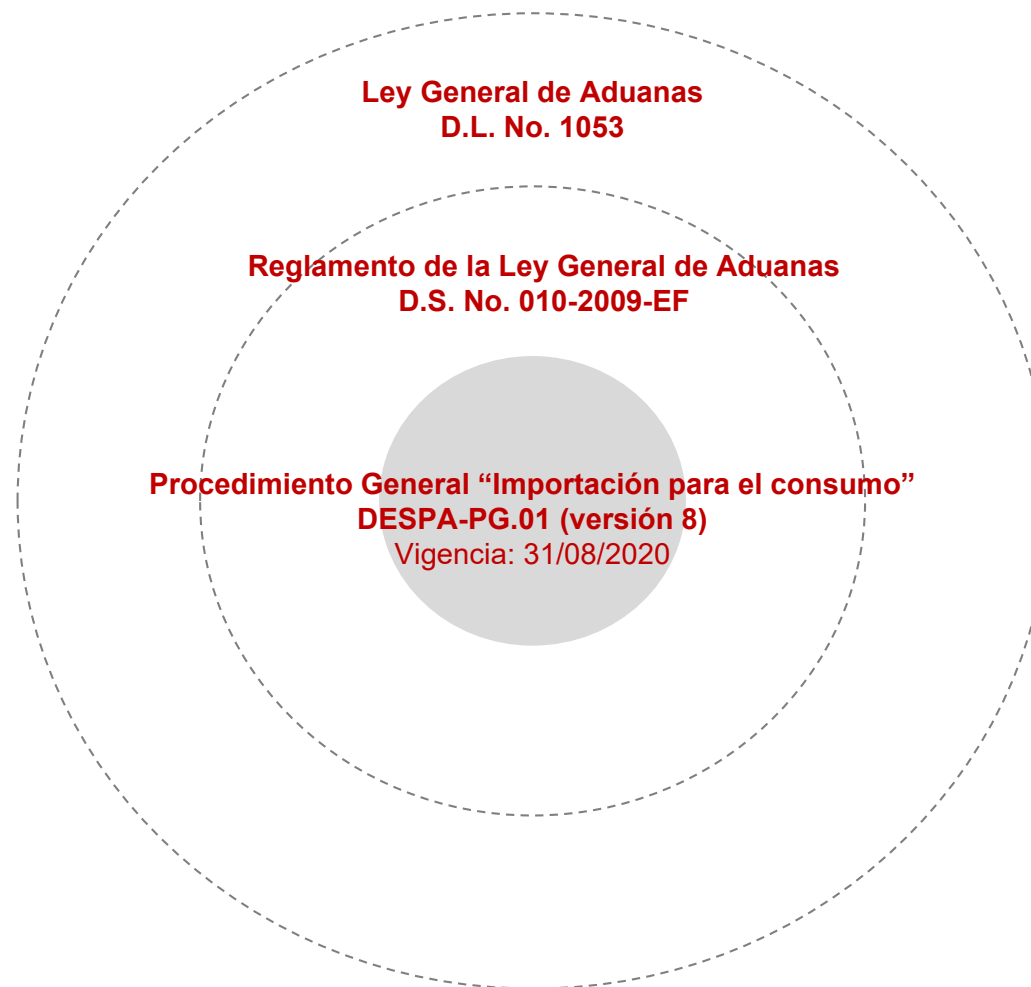 Ley General de Aduanas
D.L. No. 1053
Reglamento de la Ley General de Aduanas
D.S. No. 010-2009-EF
Procedimiento General “Importación para el consumo”
DESPA-PG.01 (versión 8)
Vigencia: 31/08/2020